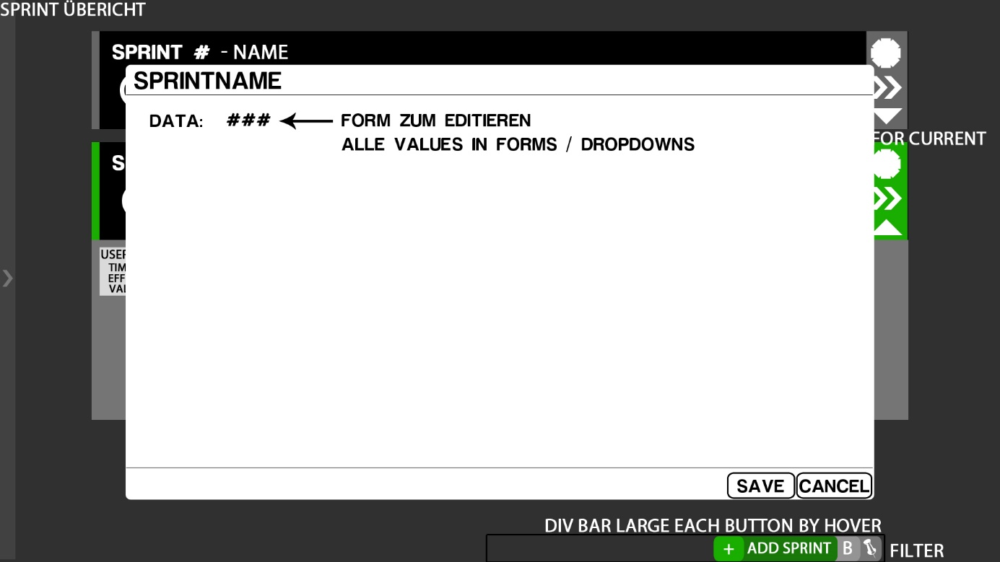 SPRINT ÜBERICHT
SPRINT # - NAME
SPRINTNAME
DATA: ### FORM ZUM EDITIEREN
ALLE VALUES IN FORMS / DROPDOWNS
FOR CURRENT
S
USER
TIM
EFF
VAL
SAVE CANCEL
DIV BAR LARGE EACH BUTTON BY HOVER
+ ADD SPRINT B FILTER